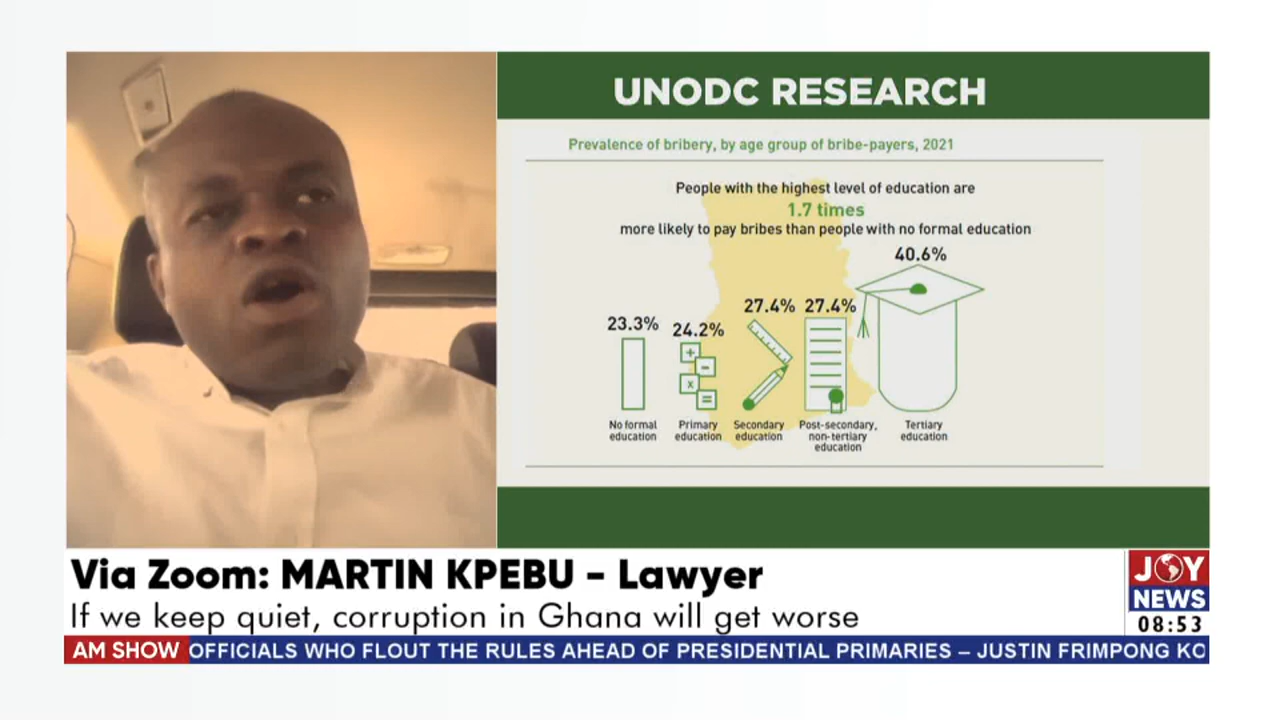 UNODC RESEARCH
Prevalence of bribery, by age group of bribe-payers, 2021
People with the highest level of education are
1.7 times
more likely to pay bribes than people with no formal education
40.6%
27.4% 27.4%
23.3% 24.2%
+
-
x
=
No formal
education
Primary
education
Secondary
education
Post-secondary,
non-tertiary
education
Tertiary
education
Via Zoom: MARTIN KPEBU - Lawyer
If we keep quiet, corruption in Ghana will get worse
JOY
NEWS
08:53
AM SHOW OFFICIALS WHO FLOUT THE RULES AHEAD OF PRESIDENTIAL PRIMARIES – JUSTIN FRIMPONG KO